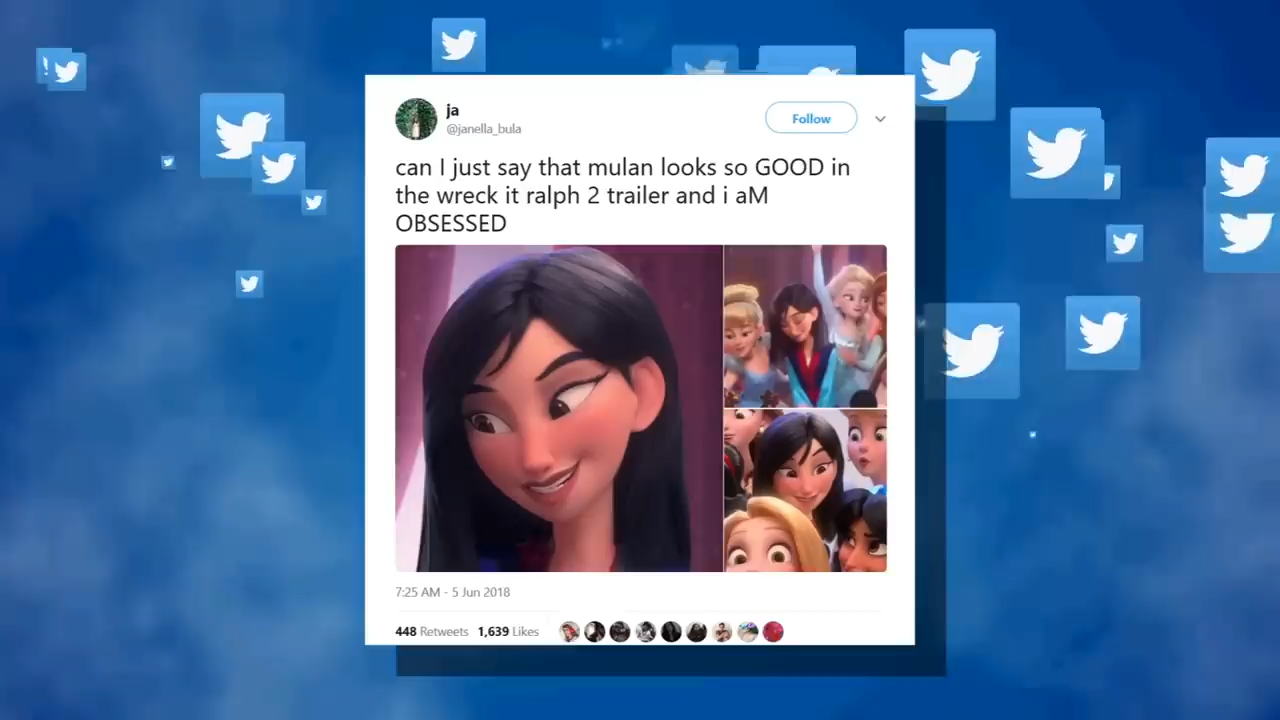 ja
Follow
@janella_bula
can I just say that mulan looks so GOOD in
the wreck it ralph 2 trailer and i aM
OBSESSED
7:25 AM - 5 Jun 2018
448 Retweets 1,639 Likes